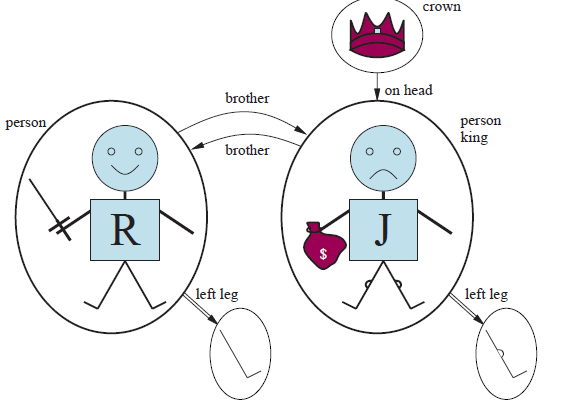 crown
on head
person
brother
brother
person
king
R
J
$
left leg
left leg